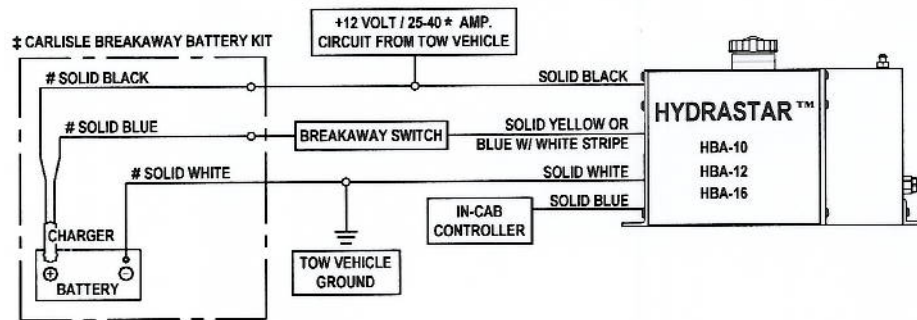 +12 VOLT / 25-40 * AMP.
CIRCUIT FROM TOW VEHICLE
‡ CARLISLE BREAKAWAY BATTERY KIT
# SOLID BLACK
SOLID BLACK
HYDRASTAR™
# SOLID BLUE
BREAKAWAY SWITCH
SOLID YELLOW OR
BLUE W/ WHITE STRIPE
HBA-10
HBA-12
HBA-16
# SOLID WHITE
SOLID WHITE
SOLID BLUE
IN-CAB
CONTROLLER
CHARGER
+ -
BATTERY
TOW VEHICLE
GROUND